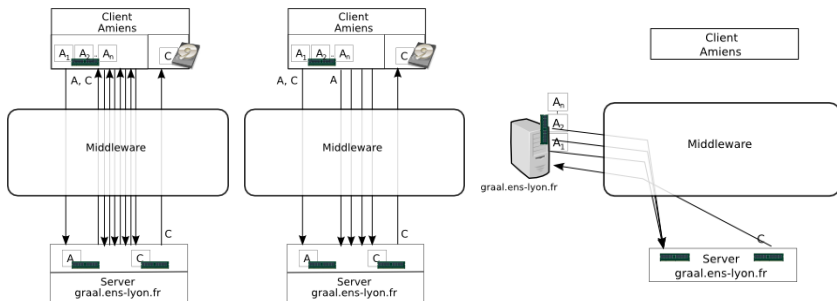 Client
Amiens
A1 A2 - An
C
A, C
Middleware
C
A
C
Server
graal.ens-lyon.fr
Client
Amiens
A1 A2 - An
C
A, C
A
Middleware
C
A
C
Server
graal.ens-lyon.fr
Client
Amiens
An
A2
A1
Middleware
graal.ens-lyon.fr
C
Server
graal.ens-lyon.fr